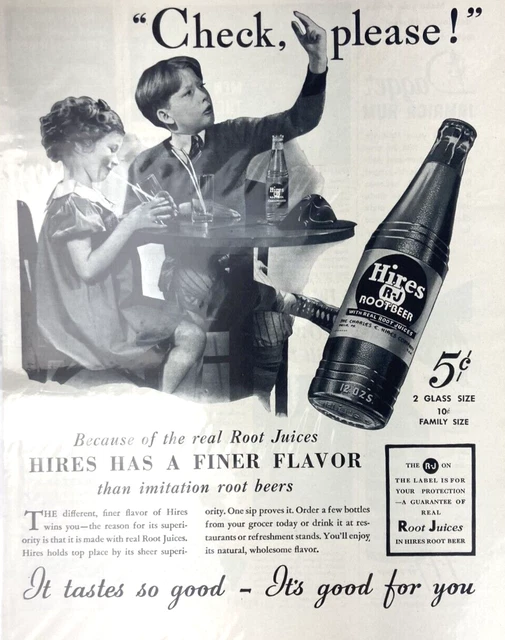 “Check, please!”
Hires
Hires
R-J
ROOTBEER
WITH REAL ROOT JUICES
THE CHARLES E. HIRES COMPANY
12 OZS.
5¢
2 GLASS SIZE
10¢
FAMILY SIZE
Because of the real Root Juices
HIRES HAS A FINER FLAVOR
than imitation root beers
THE different, finer flavor of Hires
wins you—the reason for its superi-
ority is that it is made with real Root Juices.
Hires holds top place by its sheer superi-
ority. One sip proves it. Order a few bottles
from your grocer today or drink it at res-
taurants or refreshment stands. You'll enjoy
its natural, wholesome flavor.
THE R-J ON
THE LABEL IS FOR
YOUR PROTECTION
—A GUARANTEE OF
REAL
Root Juices
IN HIRES ROOT BEER
It tastes so good - It's good for you